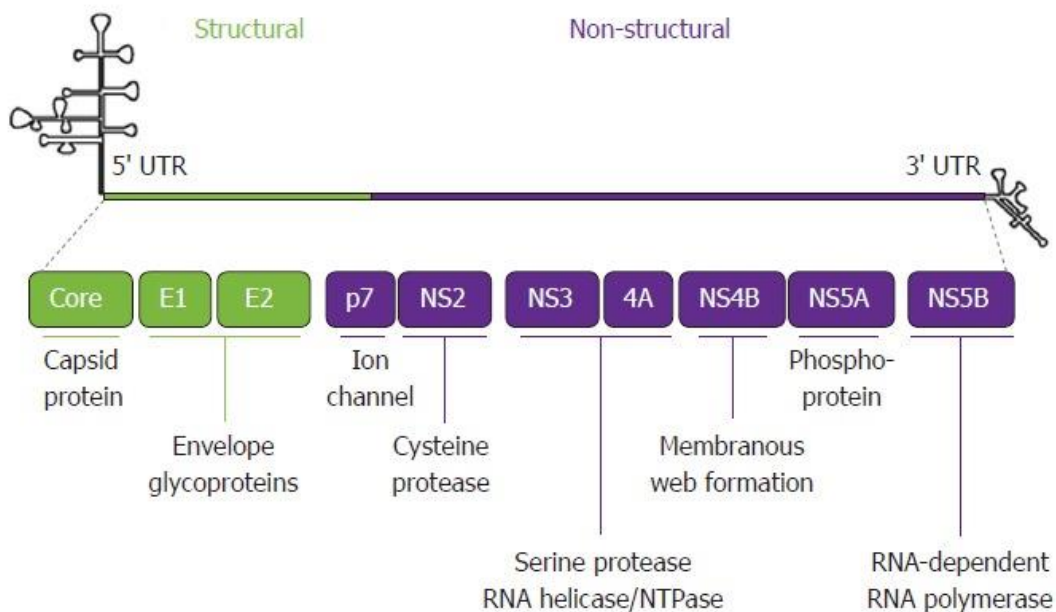 Structural
Non-structural
5' UTR
3' UTR
Core
E1
E2
p7
NS2
NS3
4A
NS4B
NS5A
NS5B
Capsid
protein
Ion
channel
Phospho-
protein
Envelope
glycoproteins
Cysteine
protease
Membranous
web formation
Serine protease
RNA helicase/NTPase
RNA-dependent
RNA polymerase